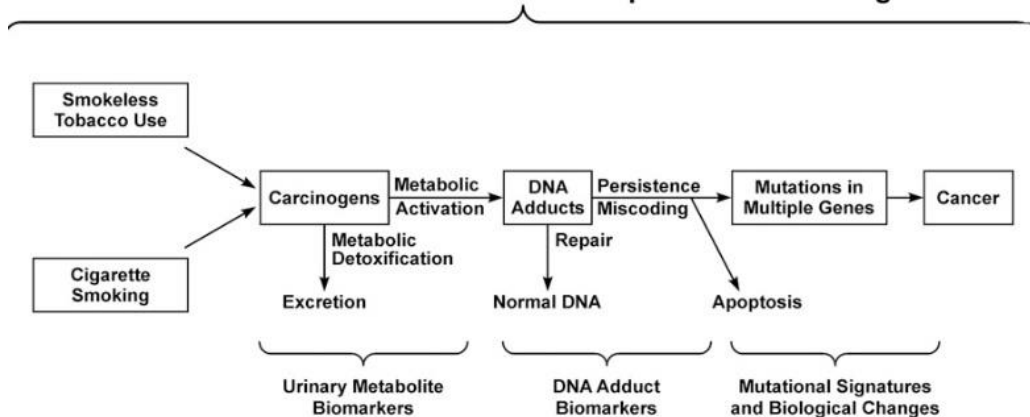 Smokeless
Tobacco Use
Cigarette
Smoking
Carcinogens
Metabolic
Activation
Metabolic
Detoxification
Excretion
DNA
Adducts
Persistence
Miscoding
Repair
Normal DNA
Apoptosis
Mutations in
Multiple Genes
Cancer
Urinary Metabolite
Biomarkers
DNA Adduct
Biomarkers
Mutational Signatures
and Biological Changes